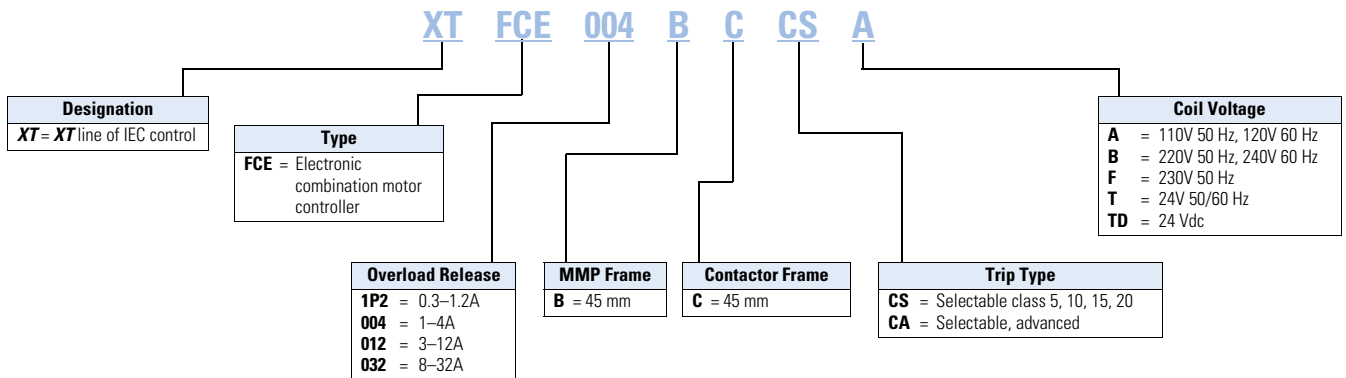 XT FCE 004 B C CS A
Designation
XT = XT line of IEC control
Type
FCE = Electronic
combination motor
controller
Coil Voltage
A = 110V 50 Hz, 120V 60 Hz
B = 220V 50 Hz, 240V 60 Hz
F = 230V 50 Hz
T = 24V 50/60 Hz
TD = 24 Vdc
Overload Release
1P2 = 0.3–1.2A
004 = 1–4A
012 = 3–12A
032 = 8–32A
MMP Frame
B = 45 mm
Contactor Frame
C = 45 mm
Trip Type
CS = Selectable class 5, 10, 15, 20
CA = Selectable, advanced